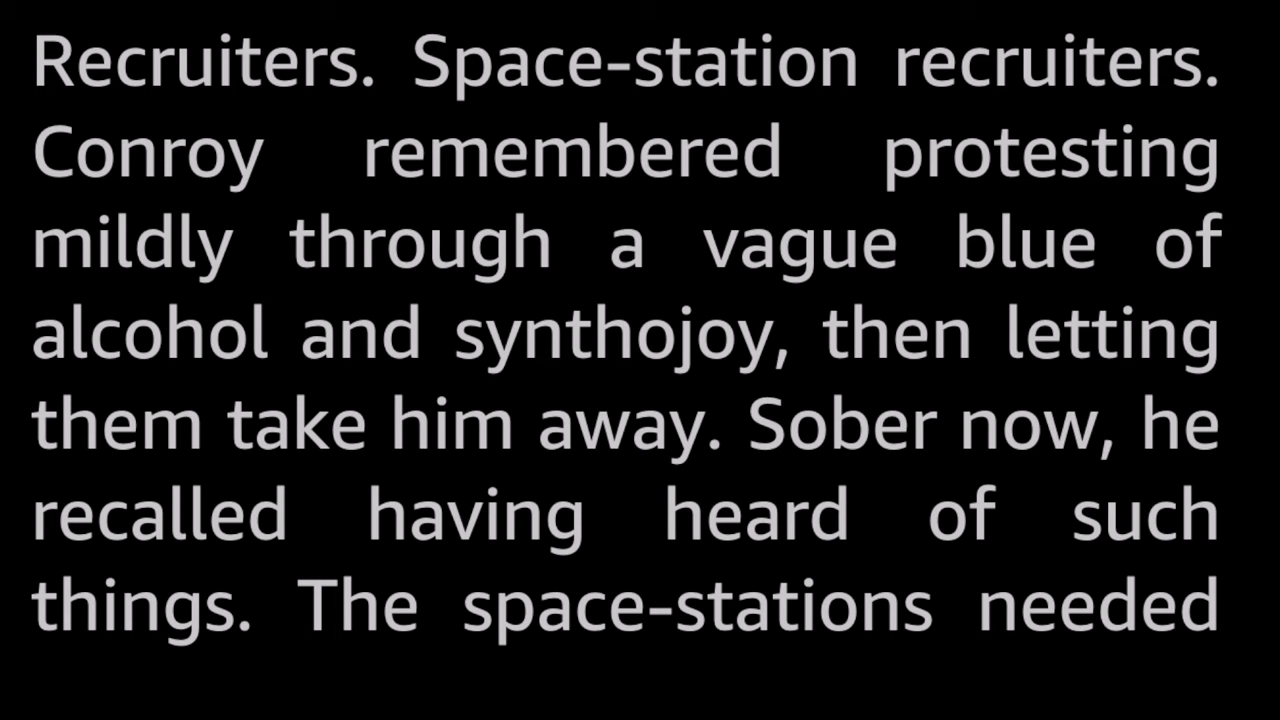 Recruiters. Space-station recruiters.
Conroy remembered protesting
mildly through a vague blue of
alcohol and synthojoy, then letting
them take him away. Sober now, he
recalled having heard of such
things. The space-stations needed